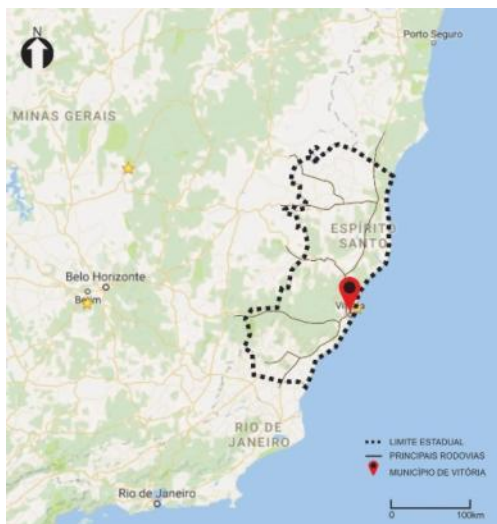 N
Porto Seguro
MINAS GERAIS
ESPÍRITO
SANTO
Belo Horizonte
Betim
RIO DE
JANEIRO
LIMITE ESTADUAL
PRINCIPAIS RODOVIAS
MUNICÍPIO DE VITÓRIA
Rio de Janeiro
0 100km